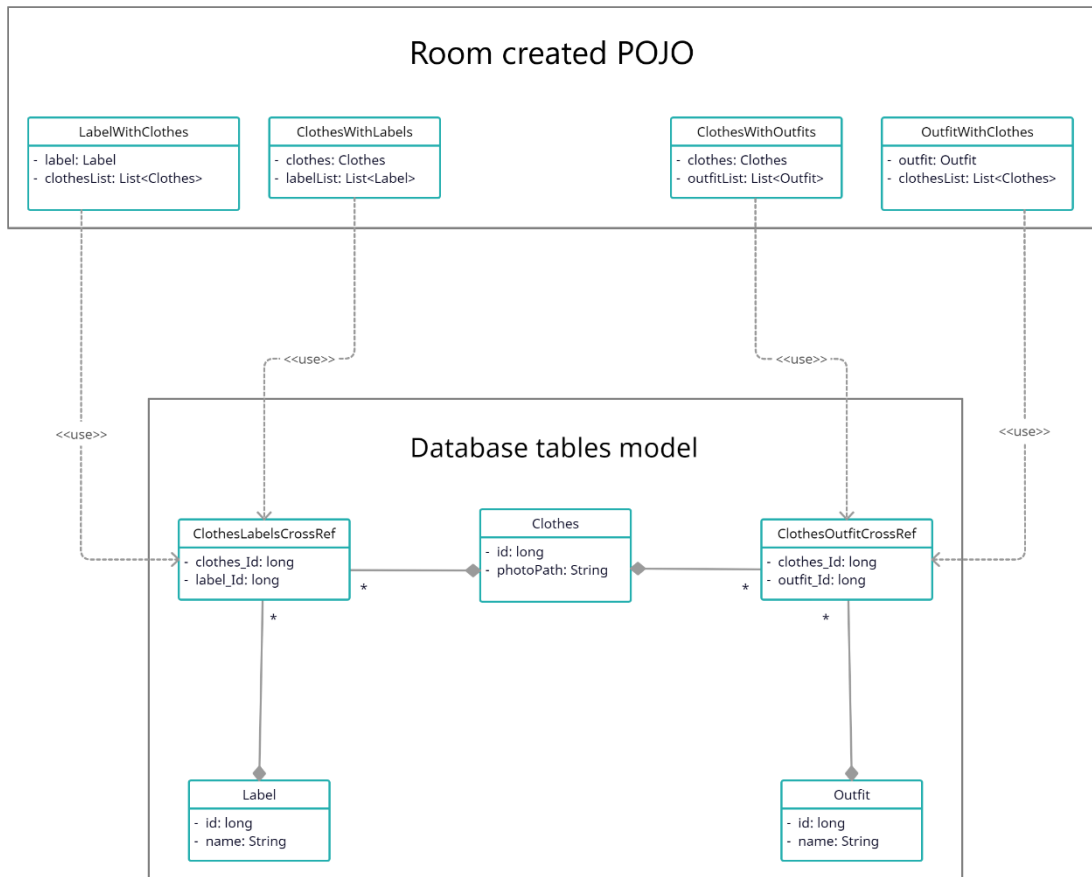 Room created POJO
LabelWithClothes
- label: Label
- clothesList: List<Clothes>
ClothesWithLabels
- clothes: Clothes
- labelList: List<Label>
ClothesWithOutfits
- clothes: Clothes
- outfitList: List<Outfit>
OutfitWithClothes
- outfit: Outfit
- clothesList: List<Clothes>
<<use>>
<<use>>
<<use>>
<<use>>
Database tables model
ClothesLabelsCrossRef
- clothes_Id: long
- label_Id: long
Clothes
- id: long
- photoPath: String
ClothesOutfitCrossRef
- clothes_Id: long
- outfit_Id: long
*
*
*
*
Label
- id: long
- name: String
Outfit
- id: long
- name: String